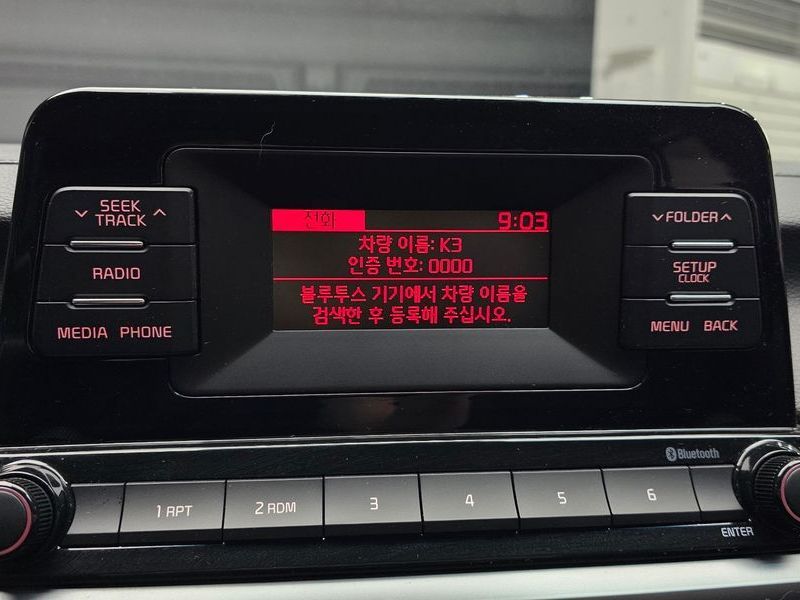 SEEK
TRACK
RADIO
MEDIA PHONE
전화 9:03
차량 이름: K3
인증 번호: 0000
블루투스 기기에서 차량 이름을
검색한 후 등록해 주십시오.
FOLDER
SETUP
CLOCK
MENU BACK
Bluetooth
1 RPT
2 RDM
3
4
5
6
ENTER